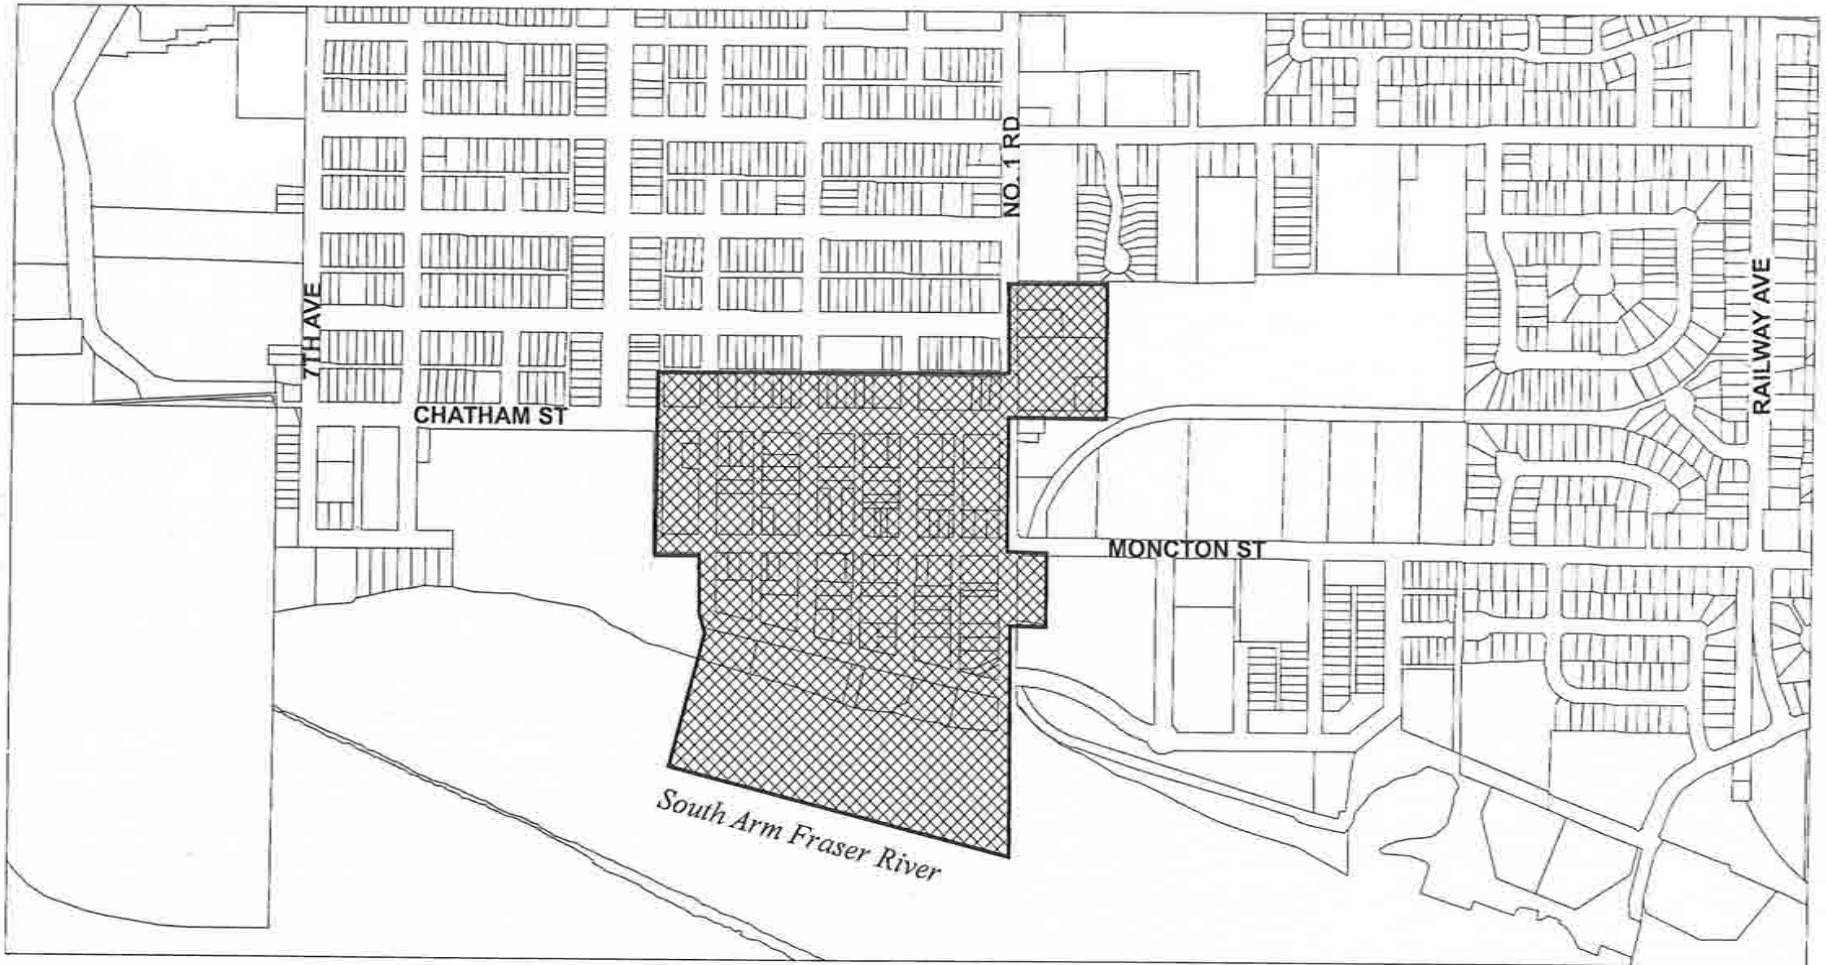 NO. 1 RD
7TH AVE
RAILWAY AVE
CHATHAM ST
MONCTON ST
South Arm Fraser River